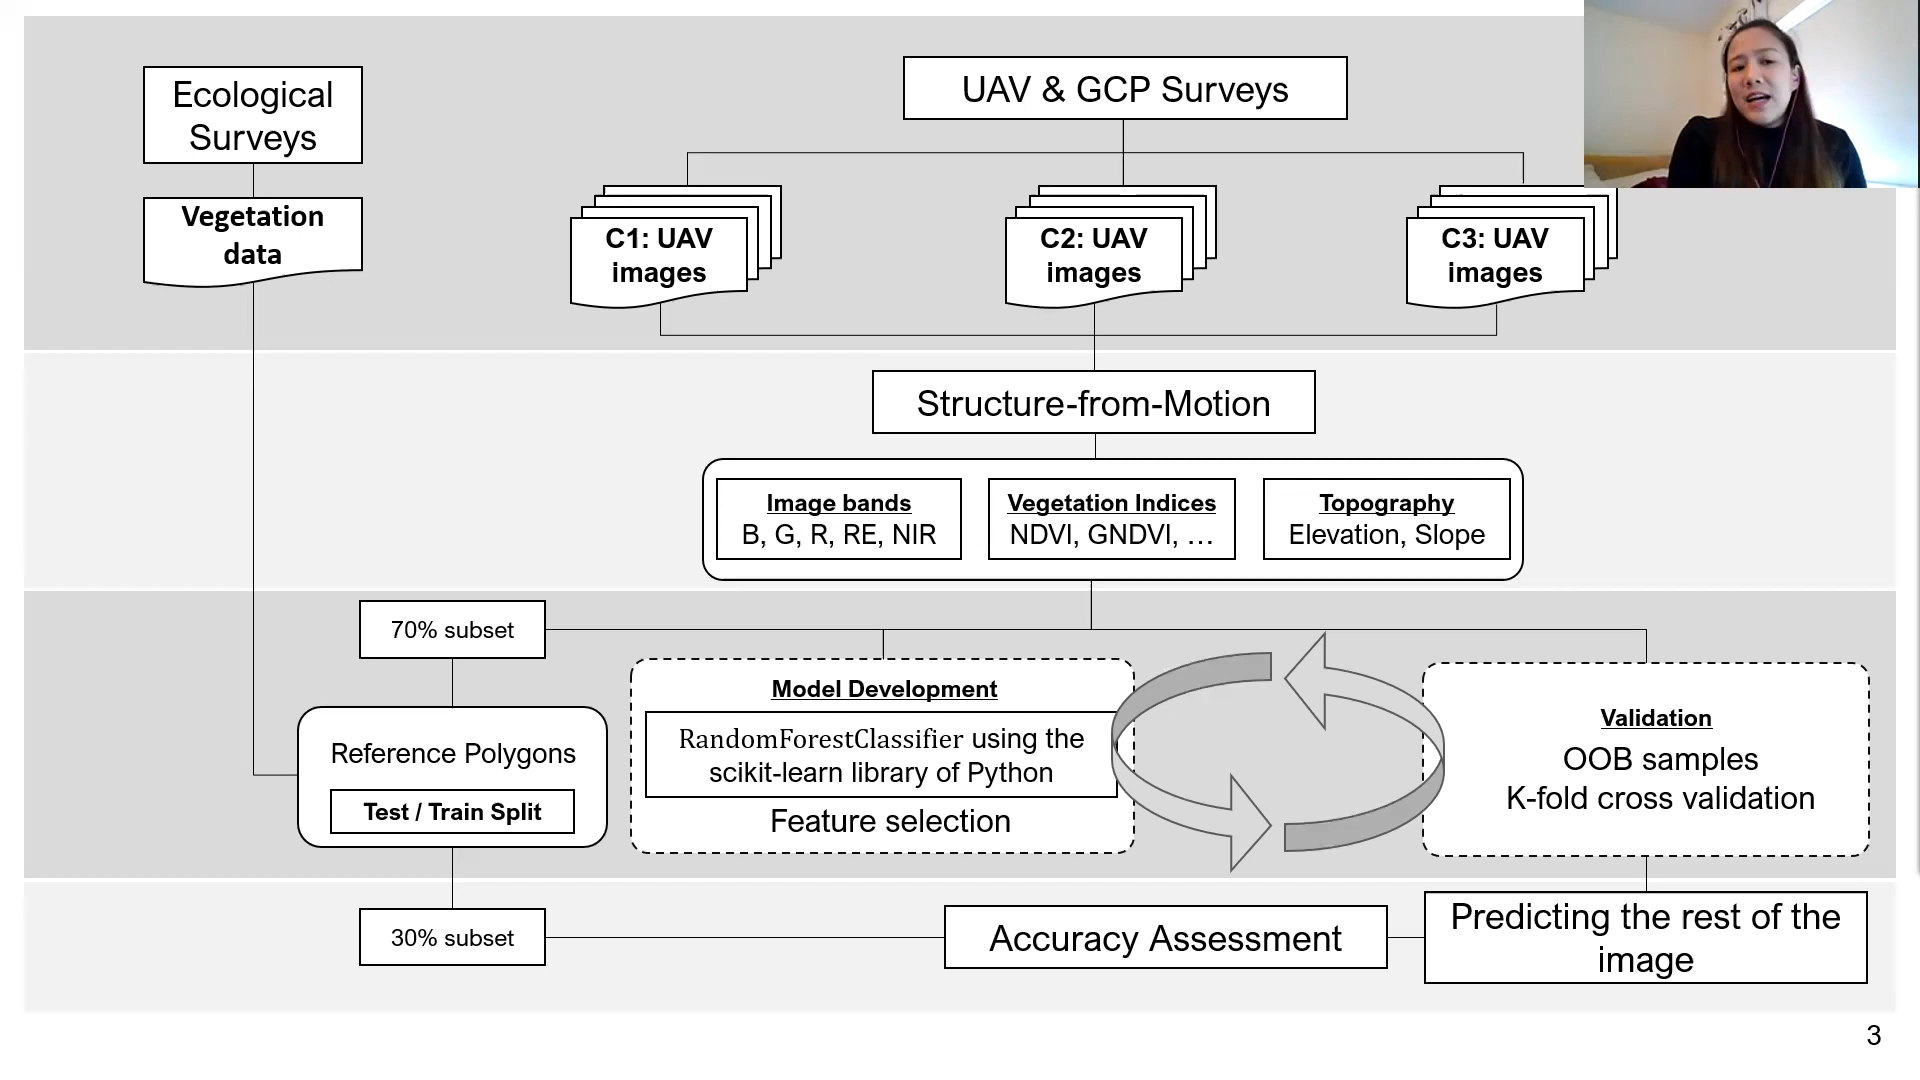 Ecological
Surveys
UAV & GCP Surveys
Vegetation
data
C1: UAV
images
C2: UAV
images
C3: UAV
images
Structure-from-Motion
Image bands
B, G, R, RE, NIR
Vegetation Indices
NDVI, GNDVI, …
Topography
Elevation, Slope
70% subset
Reference Polygons
Test / Train Split
Model Development
RandomForestClassifier using the
scikit-learn library of Python
Feature selection
Validation
OOB samples
K-fold cross validation
30% subset
Accuracy Assessment
Predicting the rest of the
image
3